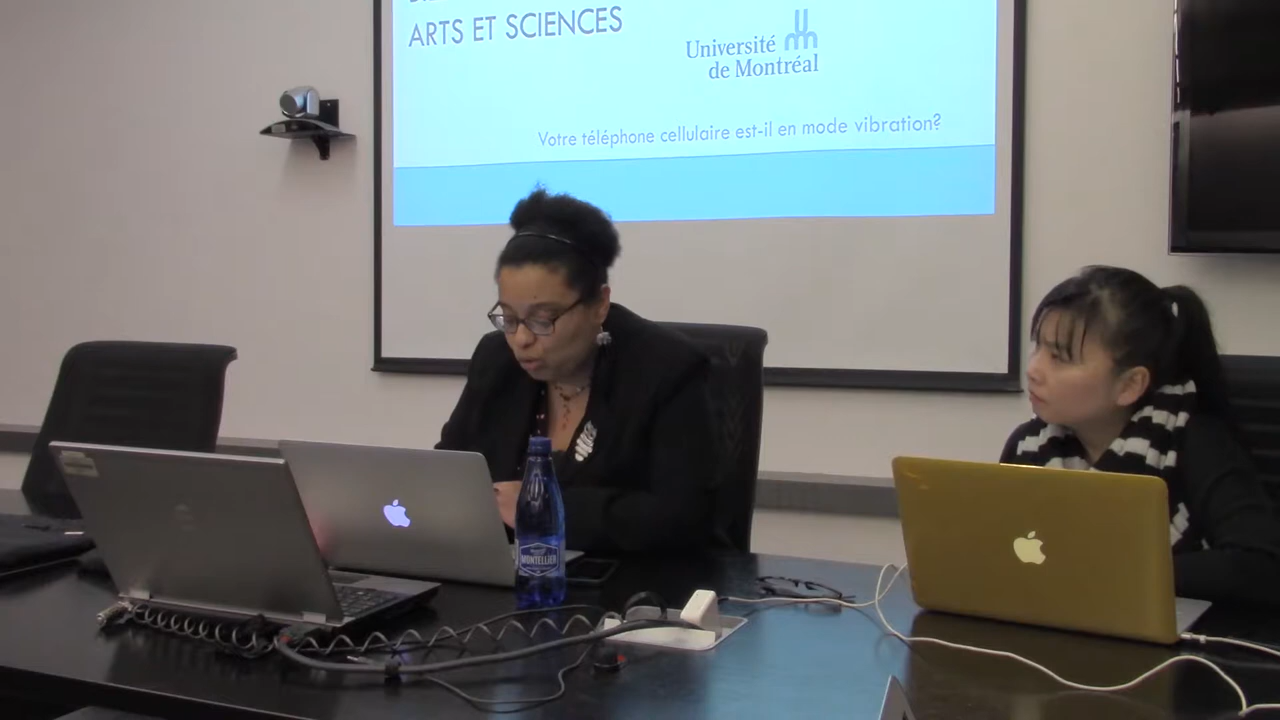 ARTS ET SCIENCES
Université
de Montréal
Votre téléphone cellulaire est-il en mode vibration?
MONTELLIER